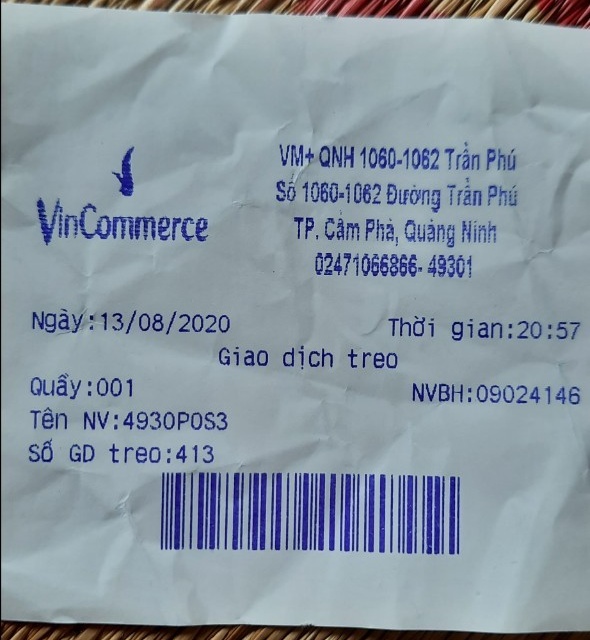 VinCommerce
VM+ QNH 1060-1062 Trần Phú
Số 1060-1062 Đường Trần Phú
TP. Cẩm Phả, Quảng Ninh
02471066866- 49301
Ngày:13/08/2020 Thời gian:20:57
Giao dịch treo
Quầy:001 NVBH:09024146
Tên NV:4930POS3
Số GD treo:413